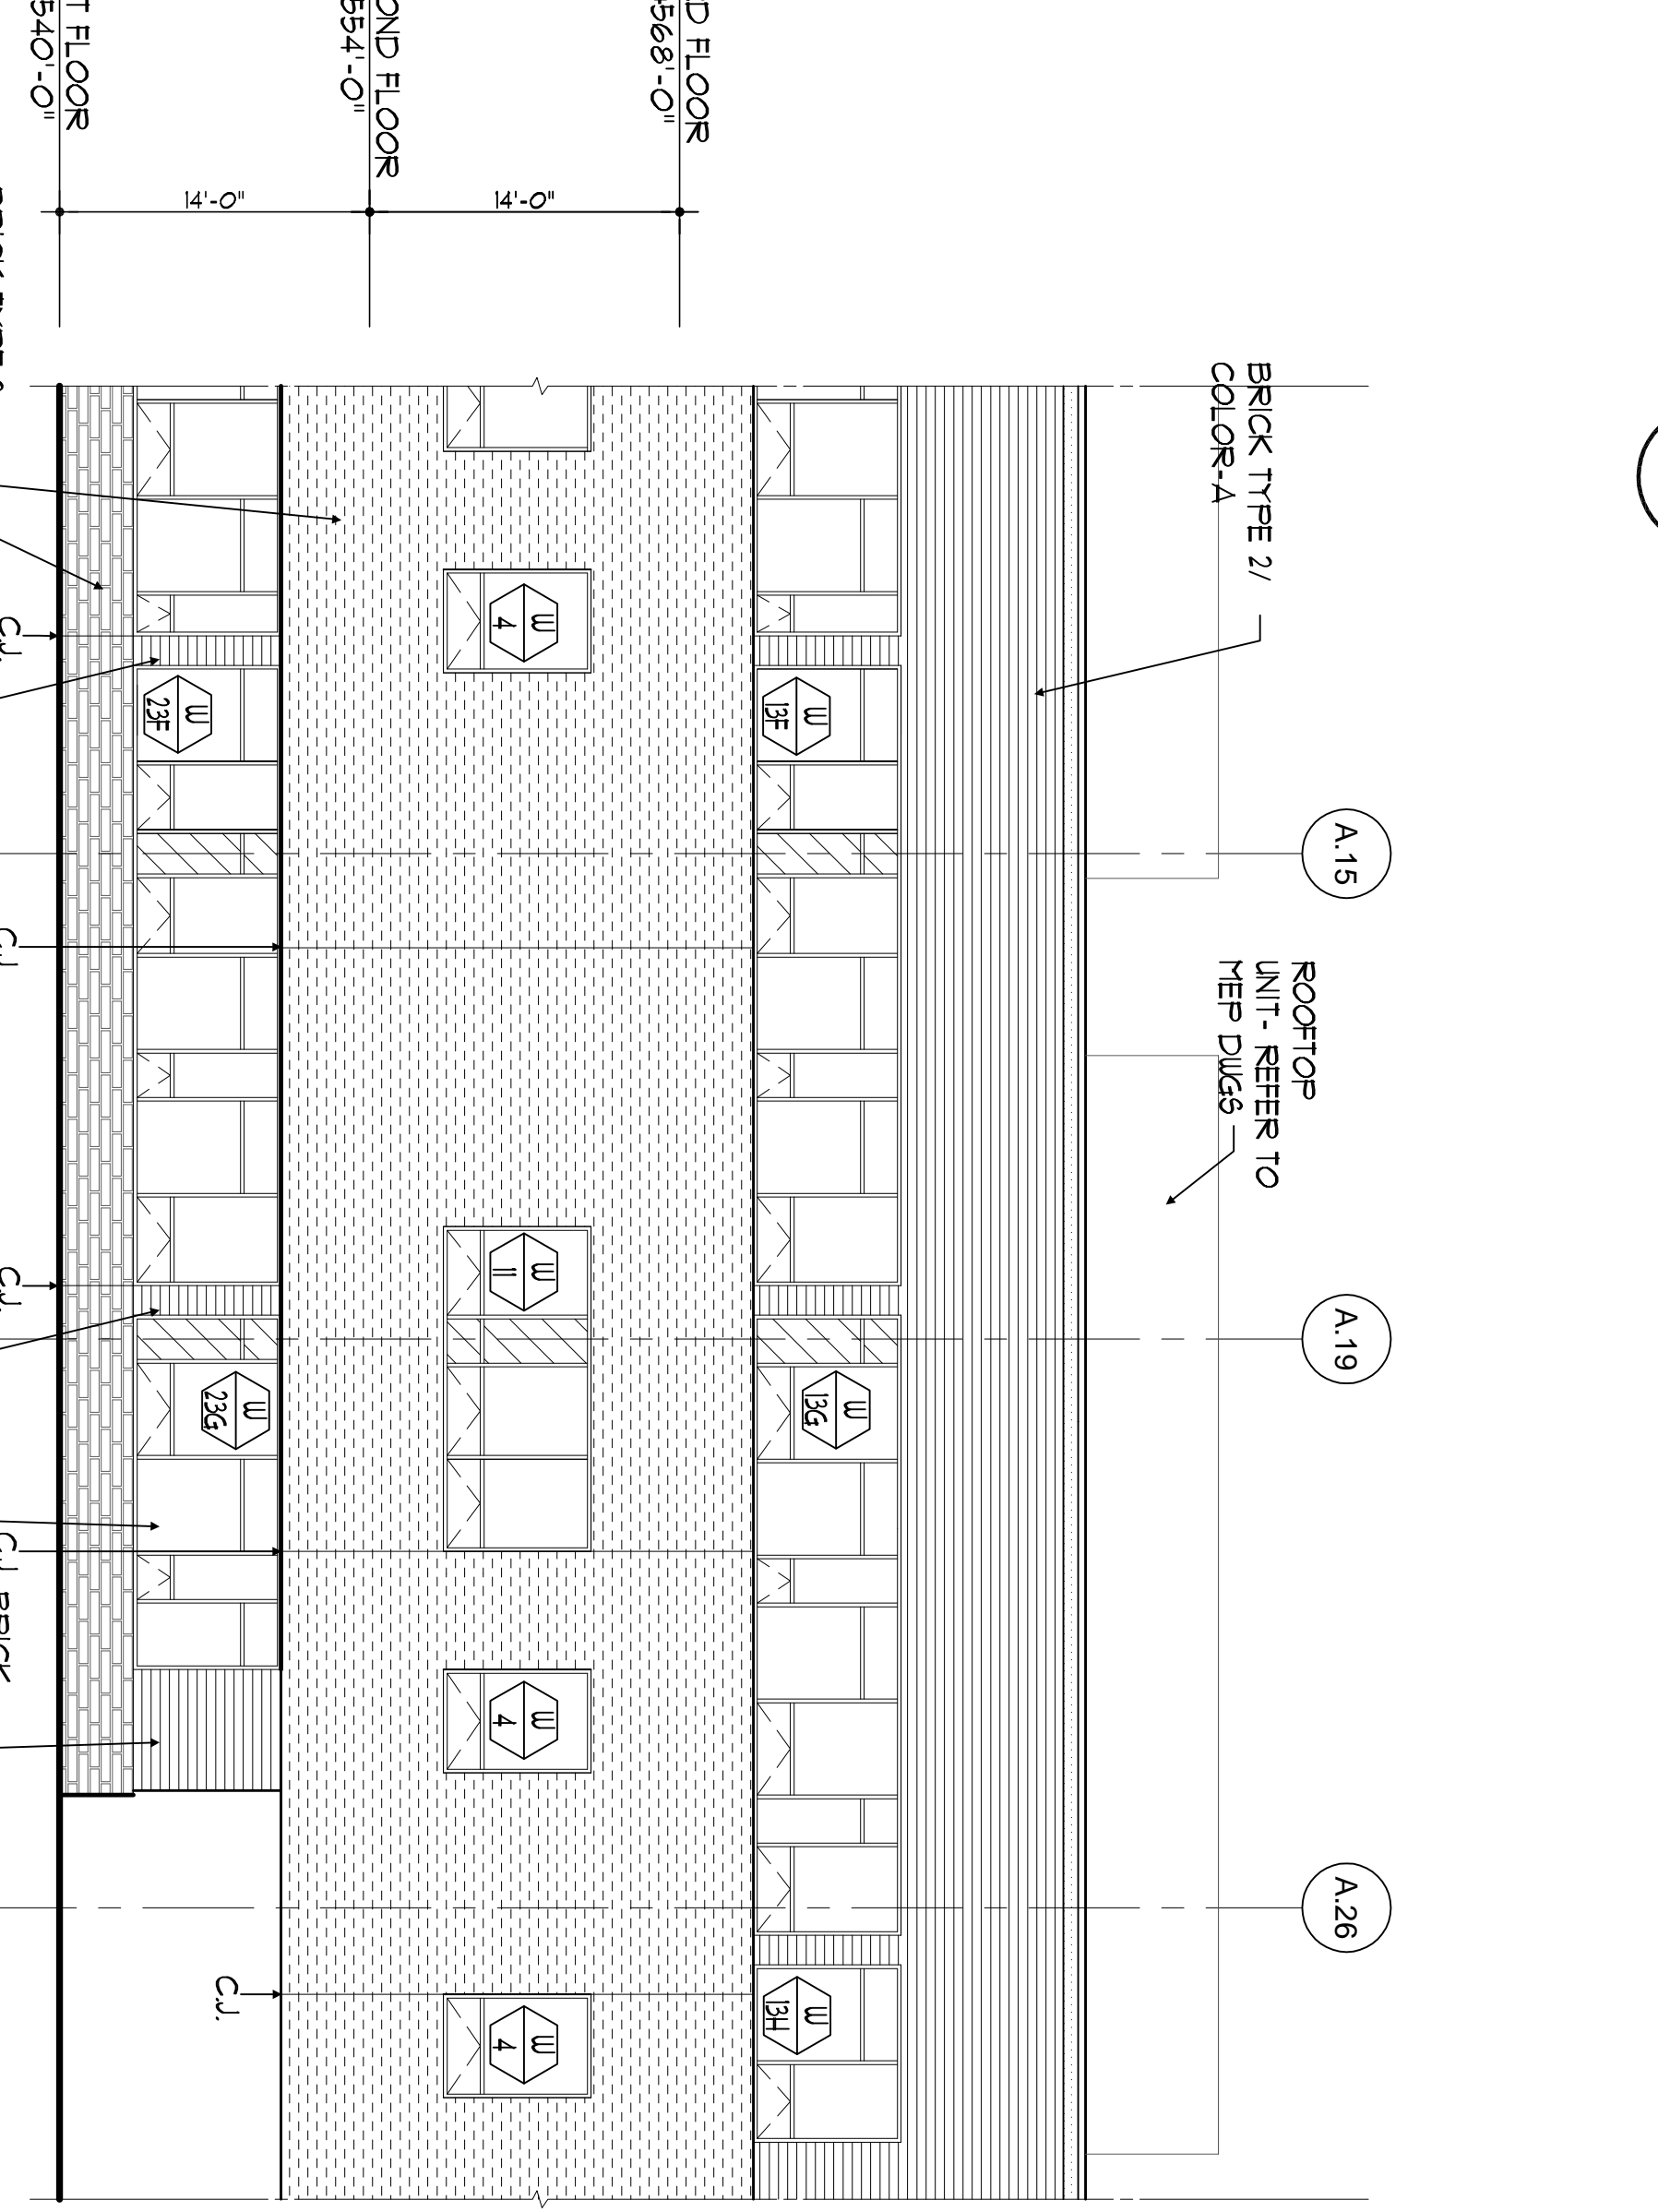 BRICK TYPE 2/
COLOR-A
ROOFTOP
UNIT- REFER TO
MEP DWGS
A.15
A.19
A.26
FLOOR
568'-0"
14'-0"
OND FLOOR
554'-0"
14'-0"
T FLOOR
540'-0"
W
13F
W
13G
W
13H
W
4
W
11
W
4
W
4
W
23F
W
23G
C.J.
C.J.
C.J.
C.J.
C.J.
BRICK